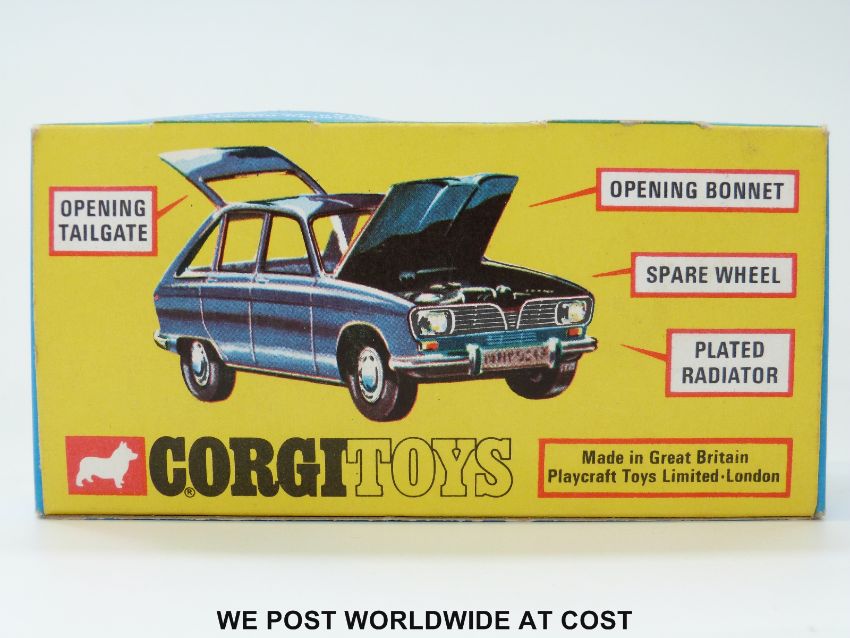 OPENING
TAILGATE
OPENING BONNET
SPARE WHEEL
PLATED
RADIATOR
CORGI TOYS
®
Made in Great Britain
Playcraft Toys Limited·London
WE POST WORLDWIDE AT COST